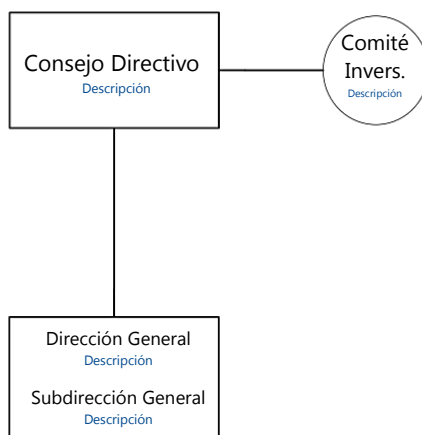 Consejo Directivo
Descripción
Comité
Invers.
Descripción
Dirección General
Descripción
Subdirección General
Descripción